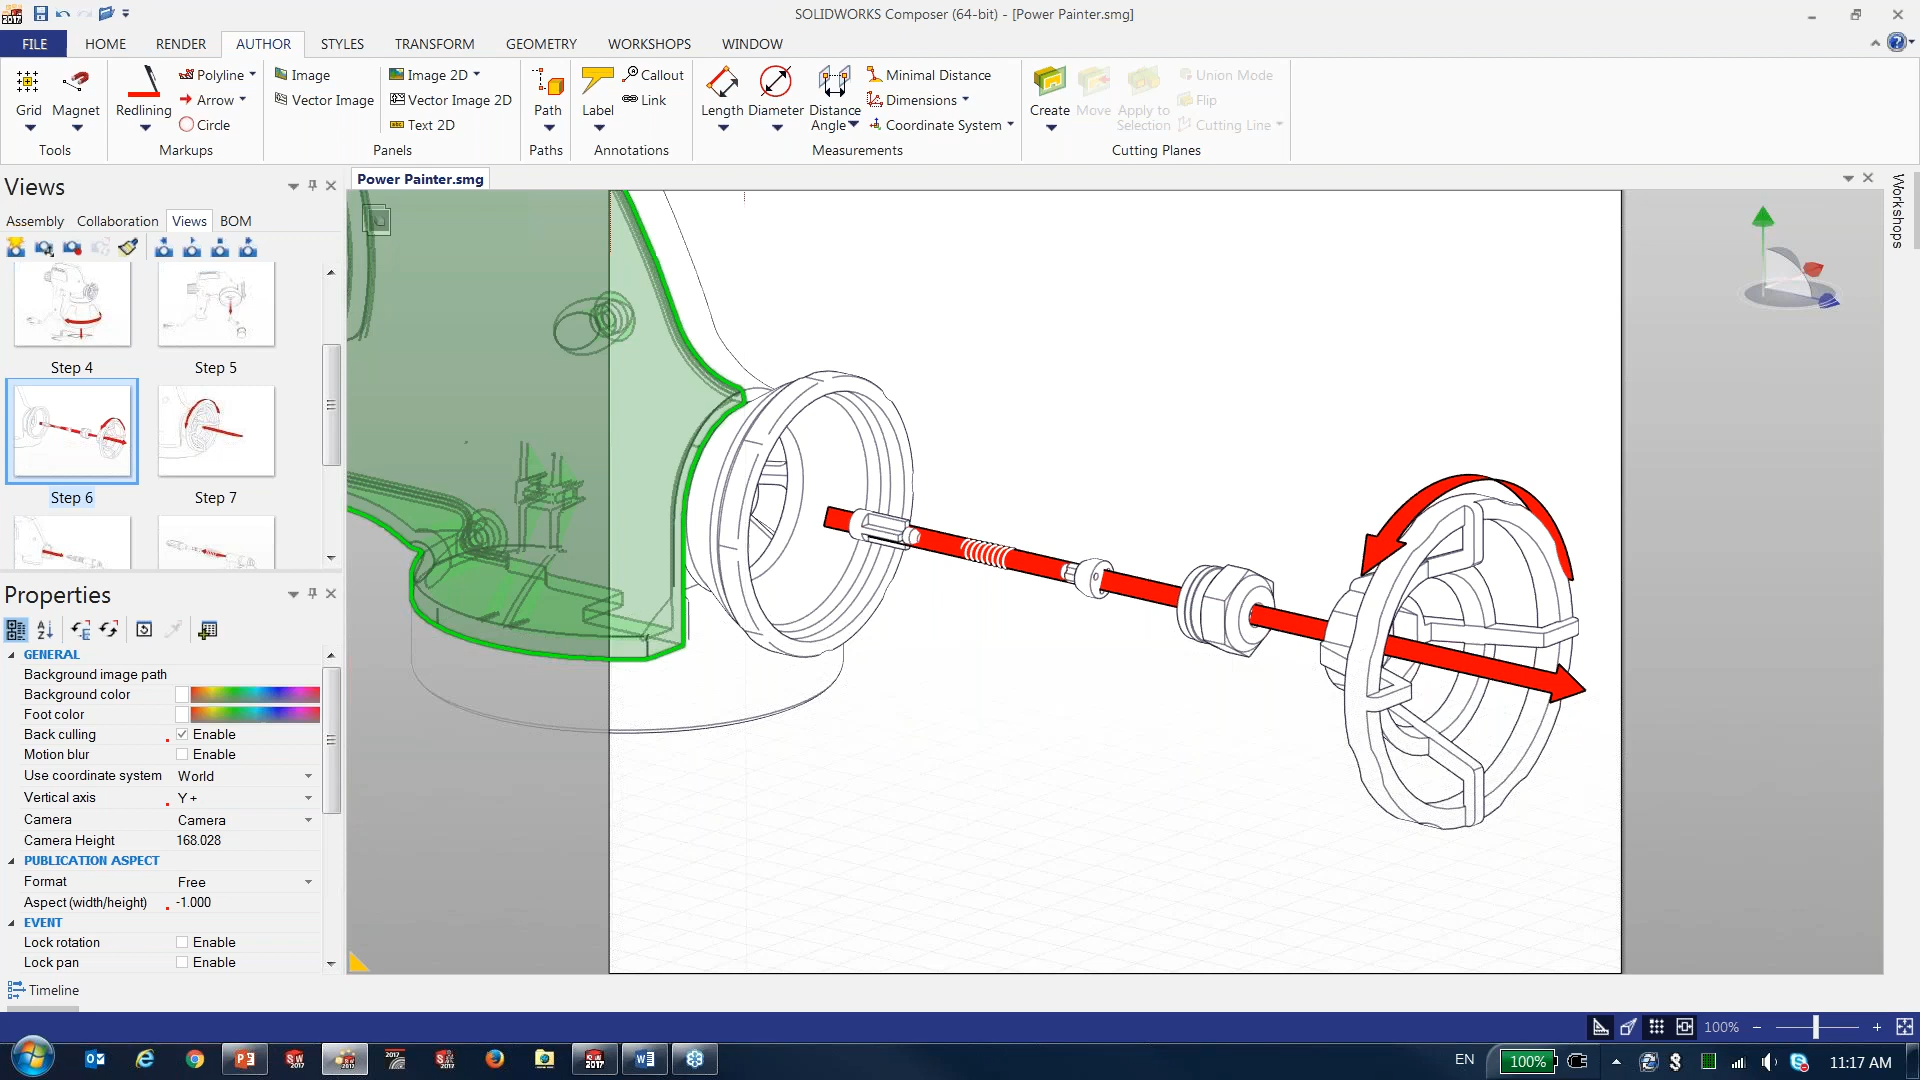 SOLIDWORKS Composer (64-bit) - [Power Painter.smg]
FILE HOME RENDER AUTHOR STYLES TRANSFORM GEOMETRY WORKSHOPS WINDOW
Grid
Magnet
Tools
Redlining
Polyline
Arrow
Circle
Markups
Image
Vector Image
Image 2D
Vector Image 2D
Text 2D
Panels
Path
Paths
Label
Callout
Link
Annotations
Length
Diameter
Distance
Angle
Minimal Distance
Dimensions
Coordinate System
Measurements
Create
Move
Apply to
Selection
Union Mode
Flip
Cutting Line
Cutting Planes
Views
Assembly Collaboration Views BOM
Step 4
Step 5
Step 6
Step 7
Power Painter.smg
Workshops
Properties
GENERAL
Background image path
Background color
Foot color
Back culling Enable
Motion blur Enable
Use coordinate system World
Vertical axis Y +
Camera Camera
Camera Height 168.028
PUBLICATION ASPECT
Format Free
Aspect (width/height) -1.000
EVENT
Lock rotation Enable
Lock pan Enable
Timeline
100%
EN
100%
11:17 AM